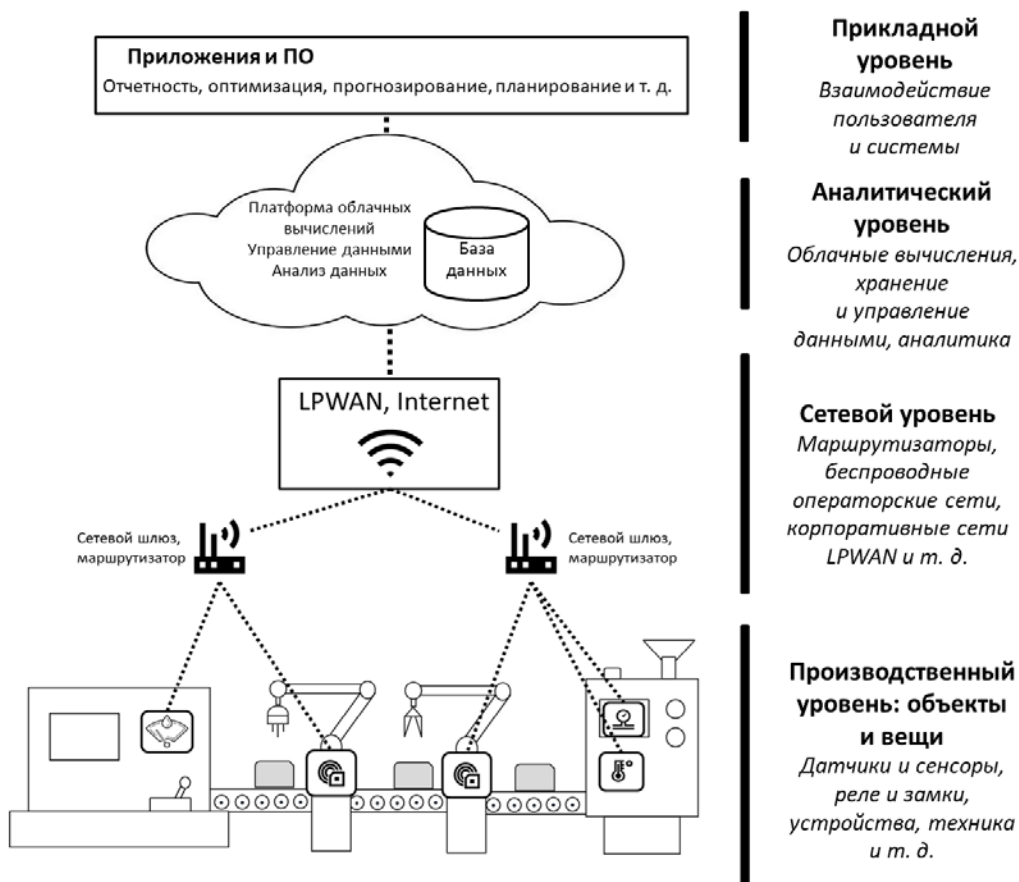 Приложения и ПО
Отчетность, оптимизация, прогнозирование, планирование и т. д.
Прикладной
уровень
Взаимодействие
пользователя
и системы
Платформа облачных
вычислений
Управление данными
Анализ данных
База
данных
Аналитический
уровень
Облачные вычисления,
хранение
и управление
данными, аналитика
LPWAN, Internet
Сетевой шлюз,
маршрутизатор
Сетевой шлюз,
маршрутизатор
Сетевой уровень
Маршрутизаторы,
беспроводные
операторские сети,
корпоративные сети
LPWAN и т. д.
Производственный
уровень: объекты
и вещи
Датчики и сенсоры,
реле и замки,
устройства, техника
и т. д.